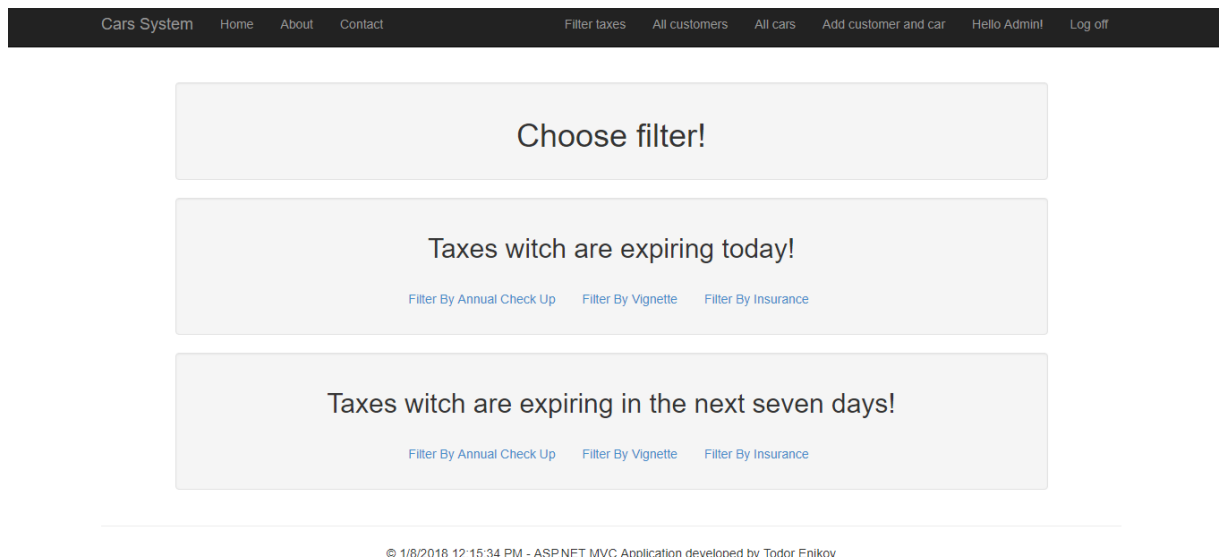 Cars System Home About Contact Filter taxes All customers All cars Add customer and car Hello Admin! Log off
Choose filter!
Taxes witch are expiring today!
Filter By Annual Check Up Filter By Vignette Filter By Insurance
Taxes witch are expiring in the next seven days!
Filter By Annual Check Up Filter By Vignette Filter By Insurance
© 1/8/2018 12:15:34 PM - ASP.NET MVC Application developed by Todor Enikov